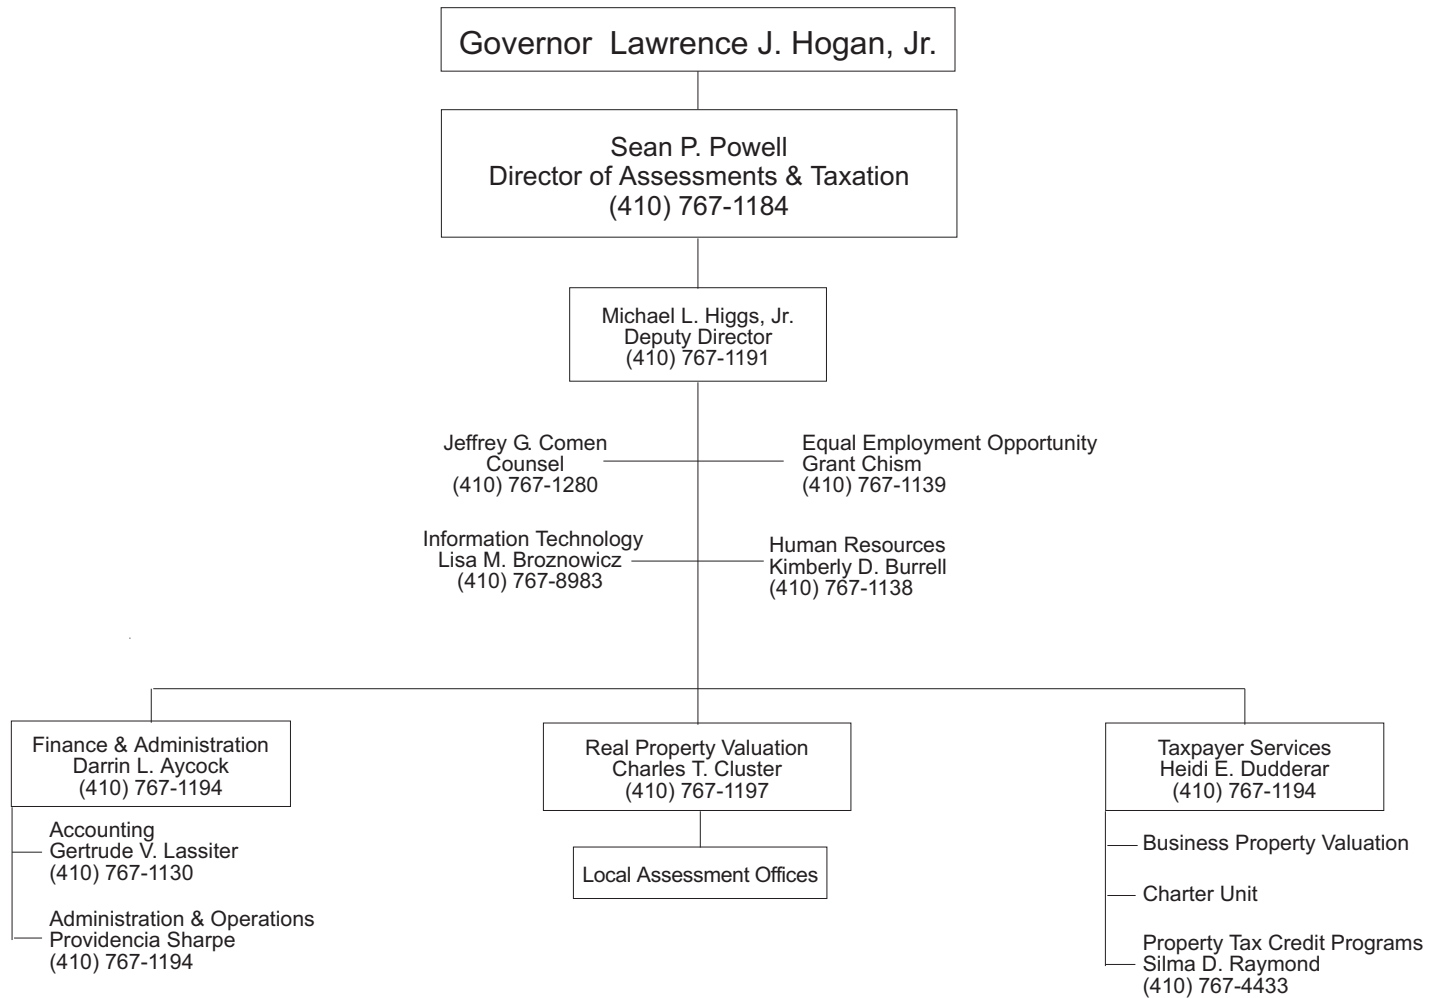 Governor Lawrence J. Hogan, Jr.
Sean P. Powell
Director of Assessments & Taxation
(410) 767-1184
Michael L. Higgs, Jr.
Deputy Director
(410) 767-1191
Jeffrey G. Comen
Counsel
(410) 767-1280
Equal Employment Opportunity
Grant Chism
(410) 767-1139
Information Technology
Lisa M. Broznowicz
(410) 767-8983
Human Resources
Kimberly D. Burrell
(410) 767-1138
Finance & Administration
Darrin L. Aycock
(410) 767-1194
Accounting
Gertrude V. Lassiter
(410) 767-1130
Administration & Operations
Providencia Sharpe
(410) 767-1194
Real Property Valuation
Charles T. Cluster
(410) 767-1197
Local Assessment Offices
Taxpayer Services
Heidi E. Dudderar
(410) 767-1194
Business Property Valuation
Charter Unit
Property Tax Credit Programs
Silma D. Raymond
(410) 767-4433